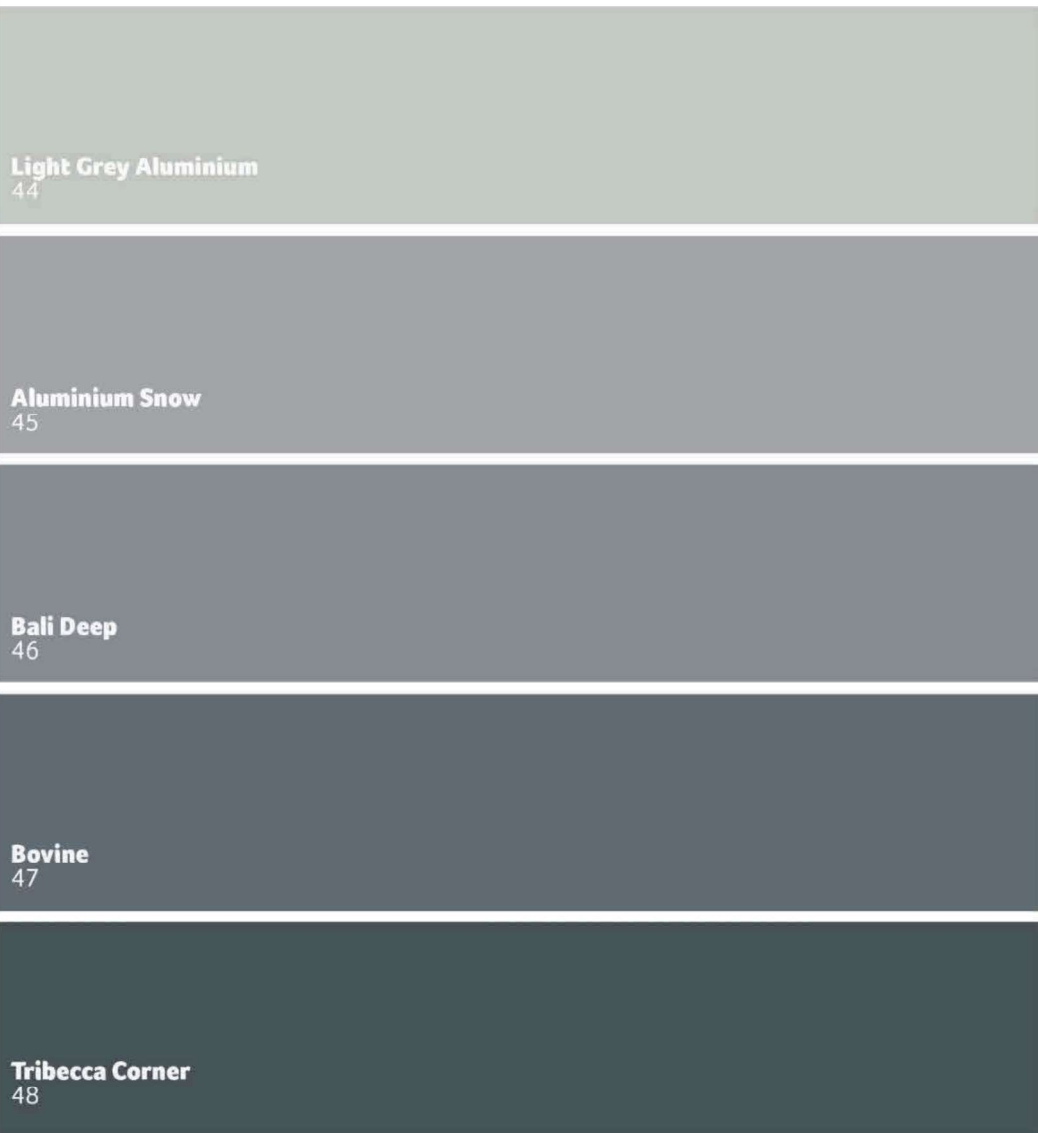 Light Grey Aluminium
44
Aluminium Snow
45
Bali Deep
46
Bovine
47
Tribecca Corner
48